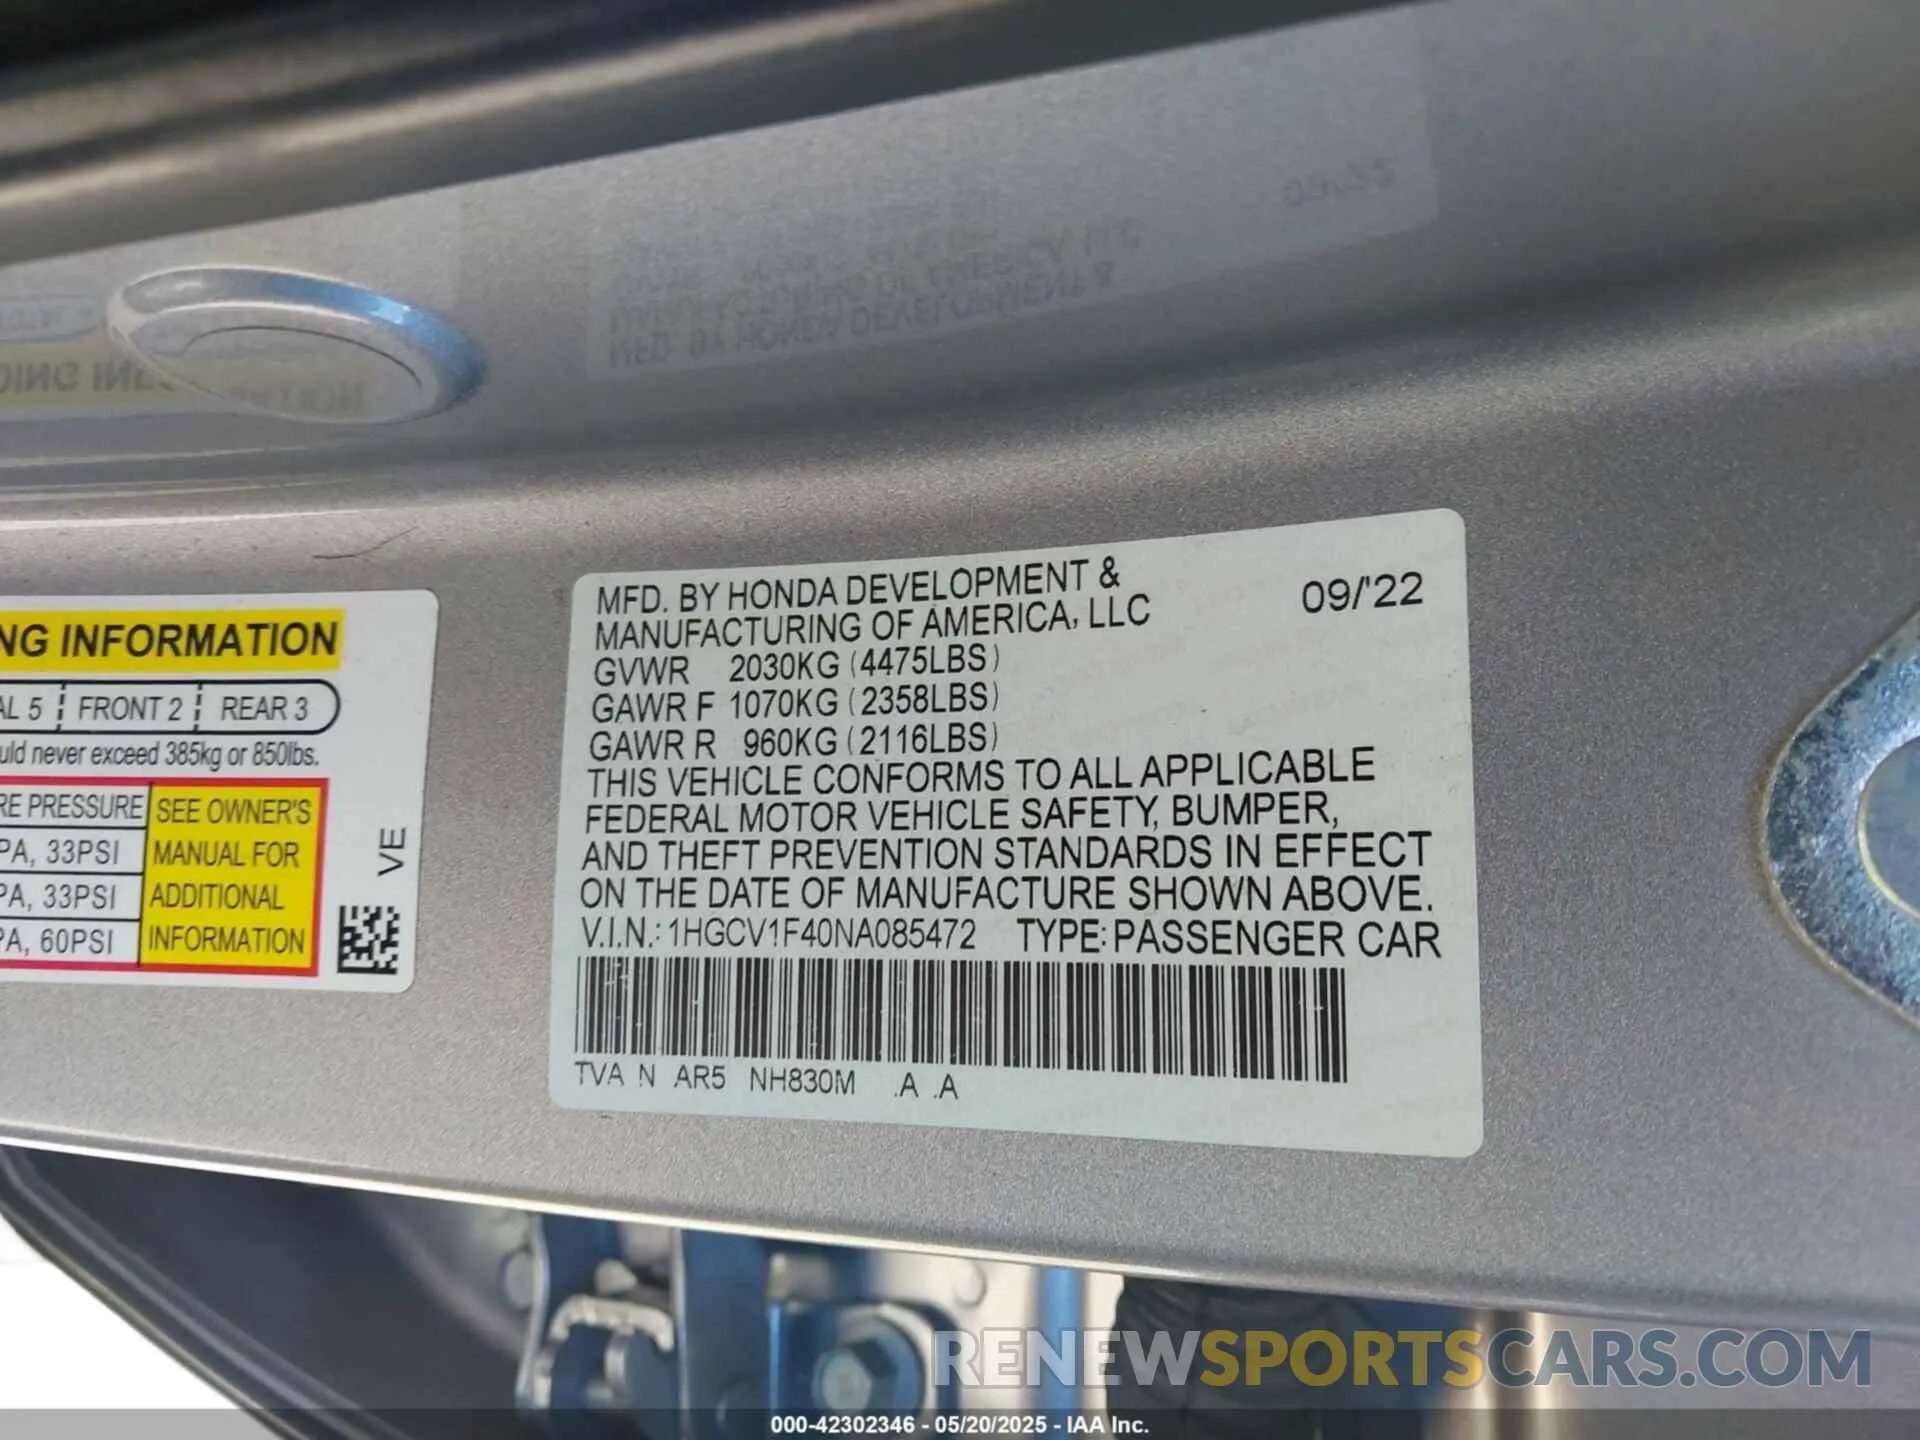 NG INFORMATION
AL 5 FRONT 2 REAR 3
uld never exceed 385kg or 850lbs.
RE PRESSURE SEE OWNER'S
PA, 33PSI MANUAL FOR
PA, 33PSI ADDITIONAL
PA, 60PSI INFORMATION
VE
MFD. BY HONDA DEVELOPMENT &
MANUFACTURING OF AMERICA, LLC 09/'22
GVWR 2030KG (4475LBS)
GAWR F 1070KG (2358LBS)
GAWR R 960KG (2116LBS)
THIS VEHICLE CONFORMS TO ALL APPLICABLE
FEDERAL MOTOR VEHICLE SAFETY, BUMPER,
AND THEFT PREVENTION STANDARDS IN EFFECT
ON THE DATE OF MANUFACTURE SHOWN ABOVE.
V.I.N.: 1HGCV1F40NA085472 TYPE: PASSENGER CAR
TVA N AR5 NH830M .A .A
RENEWSPORTSCARS.COM
000-42302346 - 05/20/2025 - IAA Inc.